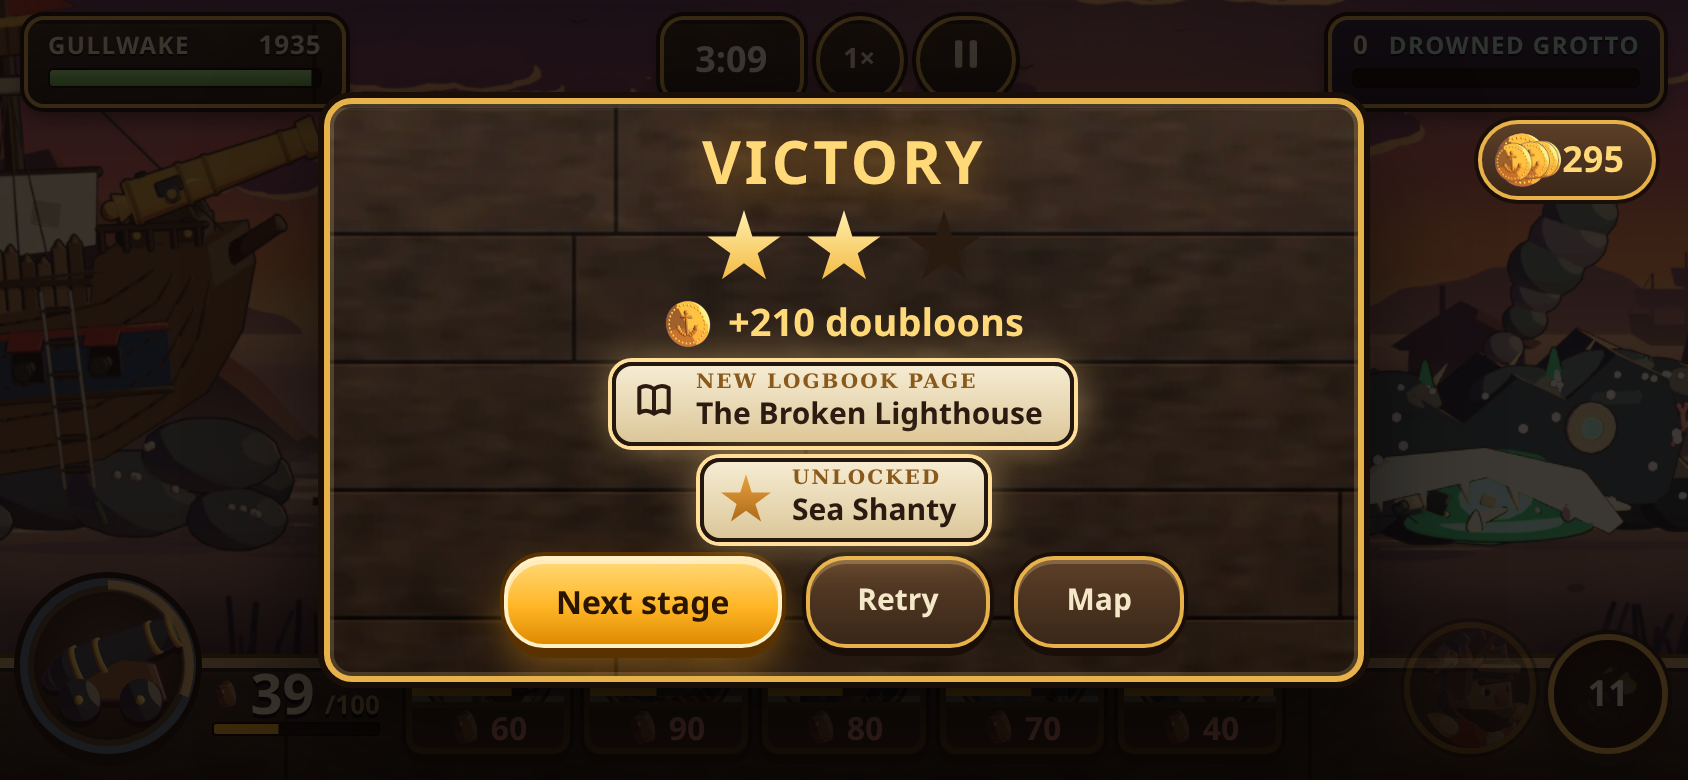 GULLWAKE 1935
3:09
1×
0 DROWNED GROTTO
295
VICTORY
+210 doubloons
NEW LOGBOOK PAGE
The Broken Lighthouse
UNLOCKED
Sea Shanty
Next stage
Retry
Map
39 /100
60
90
80
70
40
11